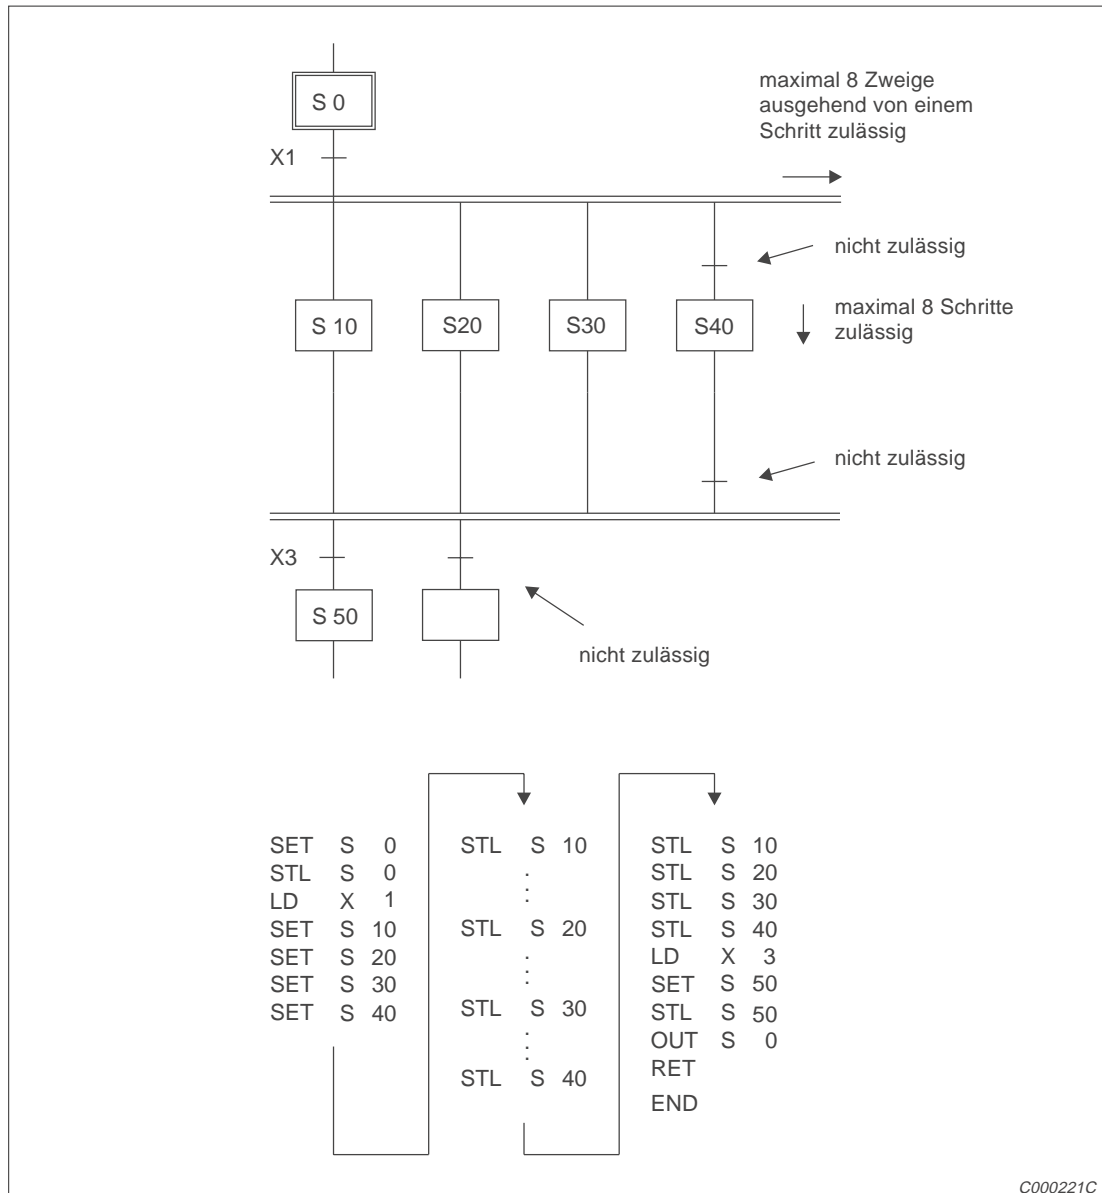 S 0
maximal 8 Zweige
ausgehend von einem
Schritt zulässig
X1
nicht zulässig
S 10
S20
S30
S40
maximal 8 Schritte
zulässig
nicht zulässig
X3
S 50
nicht zulässig
SET S 0
STL S 0
LD X 1
SET S 10
SET S 20
SET S 30
SET S 40
STL S 10
STL S 20
STL S 30
STL S 40
STL S 10
STL S 20
STL S 30
STL S 40
LD X 3
SET S 50
STL S 50
OUT S 0
RET
END
C000221C